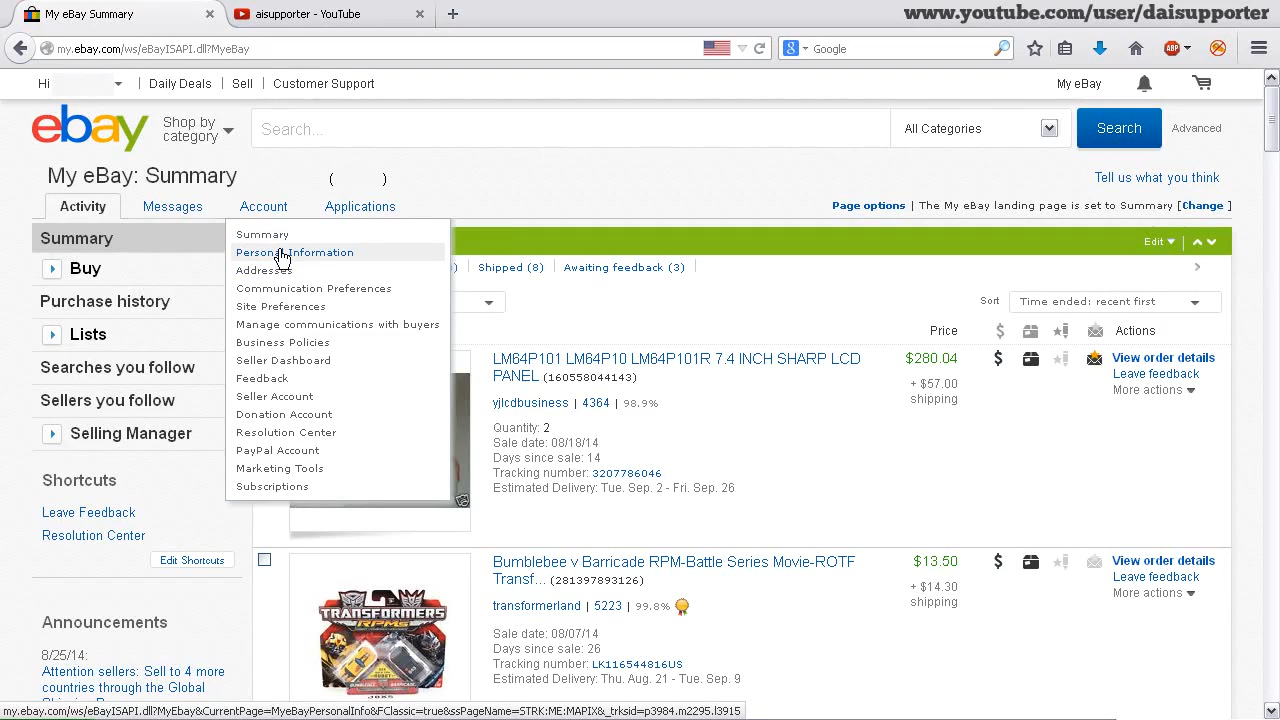 My eBay Summary
aisupporter - YouTube
www.youtube.com/user/daisupporter
my.ebay.com/ws/eBayISAPI.dll?MyeBay
Google
ABP
Hi
Daily Deals
Sell
Customer Support
My eBay
ebay
Shop by
category
Search...
All Categories
Search
Advanced
My eBay: Summary
( )
Tell us what you think
Activity
Messages
Account
Applications
Page options | The My eBay landing page is set to Summary [Change ]
Summary
Buy
Purchase history
Lists
Searches you follow
Sellers you follow
Selling Manager
Shortcuts
Leave Feedback
Resolution Center
Edit Shortcuts
Announcements
8/25/14:
Attention sellers: Sell to 4 more
countries through the Global
Summary
Personal Information
Addresses
Communication Preferences
Site Preferences
Manage communications with buyers
Business Policies
Seller Dashboard
Feedback
Seller Account
Donation Account
Resolution Center
PayPal Account
Marketing Tools
Subscriptions
Edit
Shipped (8)
Awaiting feedback (3)
Sort
Time ended: recent first
Price
Actions
LM64P101 LM64P10 LM64P101R 7.4 INCH SHARP LCD
PANEL (160558044143)
yjlcdbusiness | 4364 | 98.9%
Quantity: 2
Sale date: 08/18/14
Days since sale: 14
Tracking number: 3207786046
Estimated Delivery: Tue. Sep. 2 - Fri. Sep. 26
$280.04
+ $57.00
shipping
View order details
Leave feedback
More actions
Bumblebee v Barricade RPM-Battle Series Movie-ROTF
Transf... (281397893126)
transformerland | 5223 | 99.8%
Sale date: 08/07/14
Days since sale: 26
Tracking number: LK116544816US
Estimated Delivery: Thu. Aug. 21 - Tue. Sep. 9
$13.50
+ $14.30
shipping
View order details
Leave feedback
More actions
TRANSFORMERS
RPMs
my.ebay.com/ws/eBayISAPI.dll?MyEbay&CurrentPage=MyeBayPersonalInfo&FClassic=true&ssPageName=STRK:ME:MAPIX&_trksid=p3984.m2295.l3915